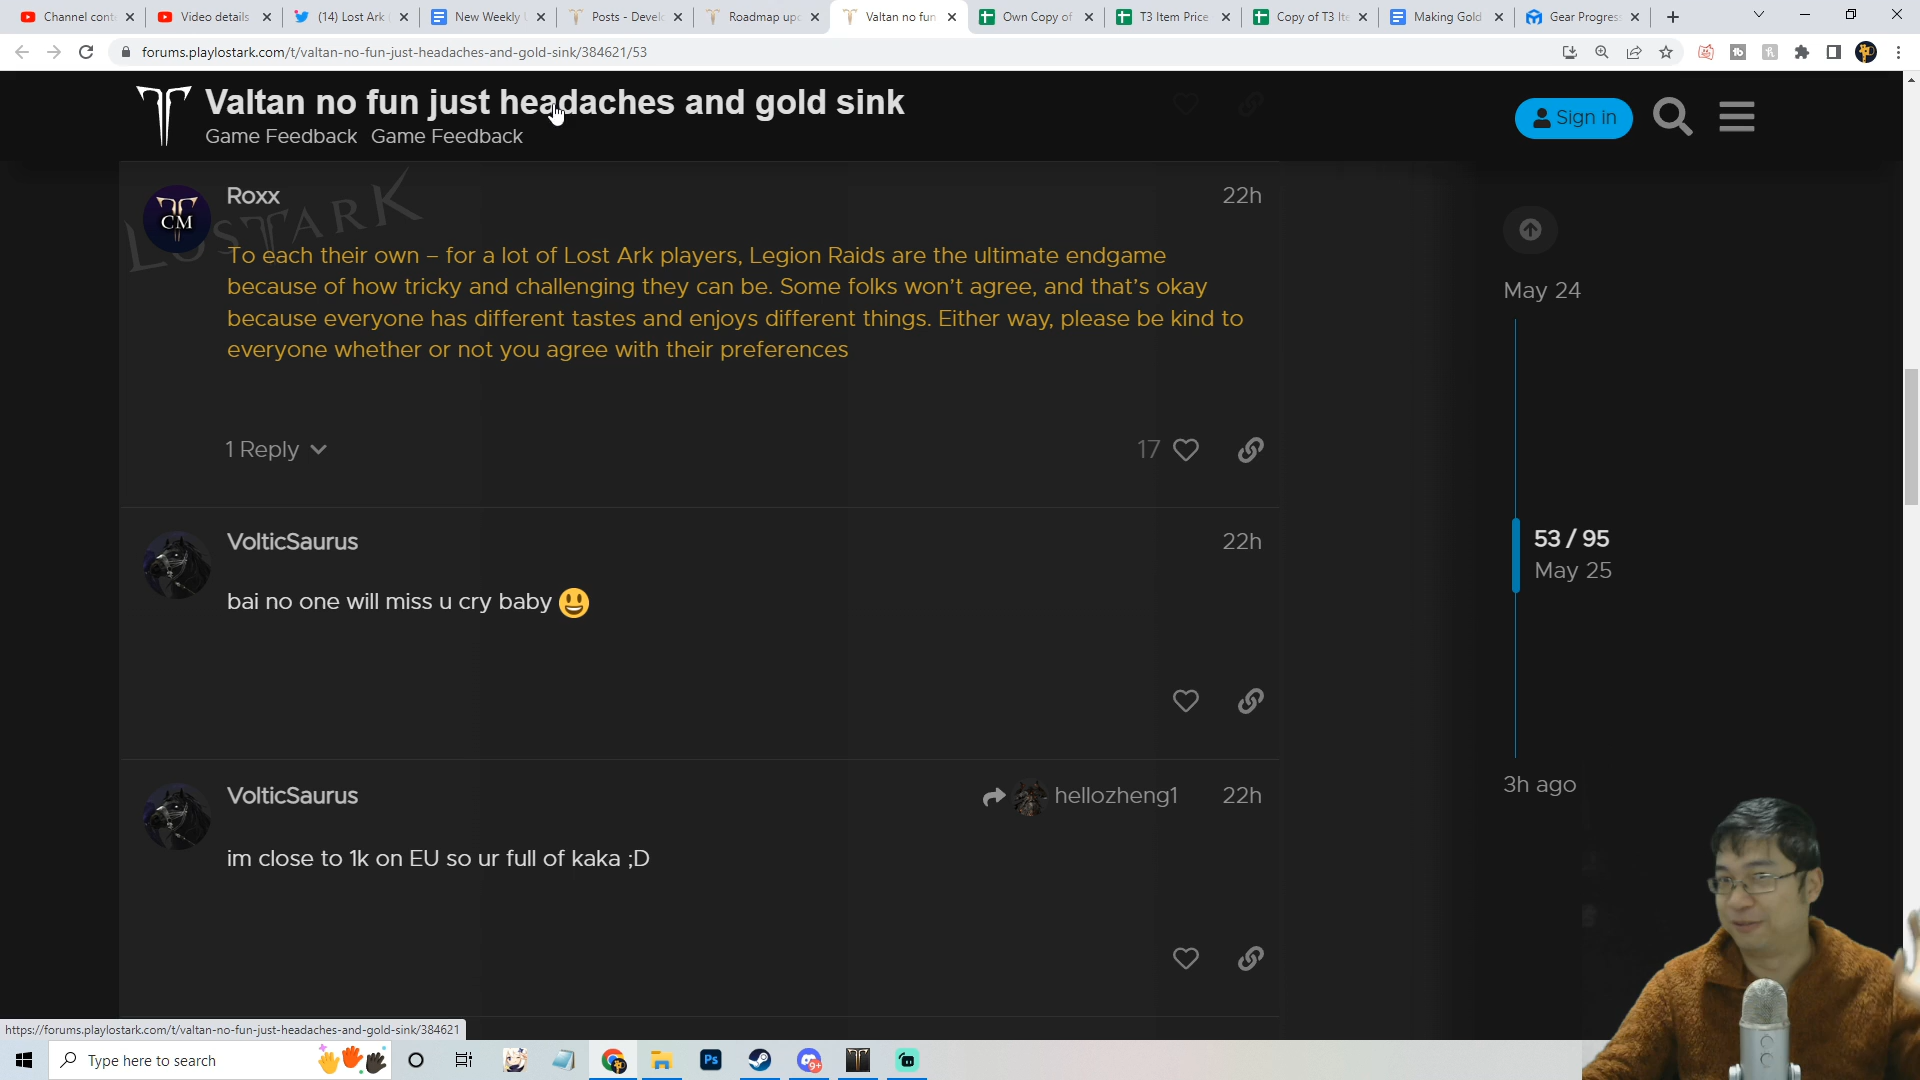 Channel cont
Video details
(14) Lost Ark
New Weekly
Posts - Devel
Roadmap upd
Valtan no fun
Own Copy of
T3 Item Price
Copy of T3 Ite
Making Gold
Gear Progress
forums.playlostark.com/t/valtan-no-fun-just-headaches-and-gold-sink/384621/53
Valtan no fun just headaches and gold sink
Game Feedback Game Feedback
Sign in
LOSTARK
CM
Roxx
22h
To each their own – for a lot of Lost Ark players, Legion Raids are the ultimate endgame
because of how tricky and challenging they can be. Some folks won't agree, and that's okay
because everyone has different tastes and enjoys different things. Either way, please be kind to
everyone whether or not you agree with their preferences
1 Reply
17
May 24
53 / 95
May 25
3h ago
VolticSaurus
22h
bai no one will miss u cry baby
VolticSaurus
hellozheng1
22h
im close to 1k on EU so ur full of kaka ;D
https://forums.playlostark.com/t/valtan-no-fun-just-headaches-and-gold-sink/384621
Type here to search
Ps